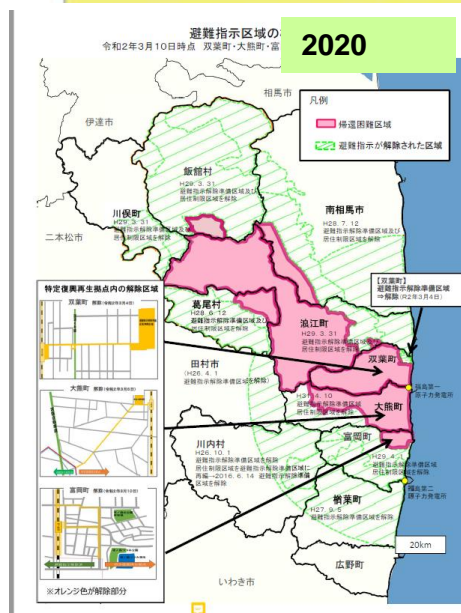 避難指示区域の
2020
令和2年3月10日時点 双葉町・大熊町・富
凡例
帰還困難区域
避難指示が解除された区域
相馬市
伊達市
飯舘村
H29.3.31
避難指示解除準備区域及び
居住制限区域を解除
川俣町
H29.3.31
避難指示解除準備区域及び
居住制限区域を解除
南相馬市
H28.7.12
避難指示解除準備区域及び
居住制限区域を解除
二本松市
【双葉町】
避難指示解除準備区域
⇒解除(R2年3月4日)
特定復興再生拠点内の解除区域
双葉町
大熊町
富岡町
※オレンジ色が解除部分
葛尾村
H28.6.12
避難指示解除準備区域及び
居住制限区域を解除
浪江町
H29.3.31
避難指示解除準備区域
居住制限区域を解除
田村市
(H26.4.1
避難指示解除準備区域を解除)
双葉町
福島第一
原子力発電所
H31.4.10
避難指示解除準備区域
居住制限区域を解除
大熊町
川内村
H26.10.1
避難指示解除準備区域を解除
居住制限区域を避難指示解除準備区域に
再編→2016.6.14 避難指示解除準備
区域を解除
富岡町
H29.4.1
避難指示解除準備区域
居住制限区域を解除
福島第二
原子力発電所
楢葉町
H27.9.5
避難指示解除準備区域を解除
20km
広野町
いわき市